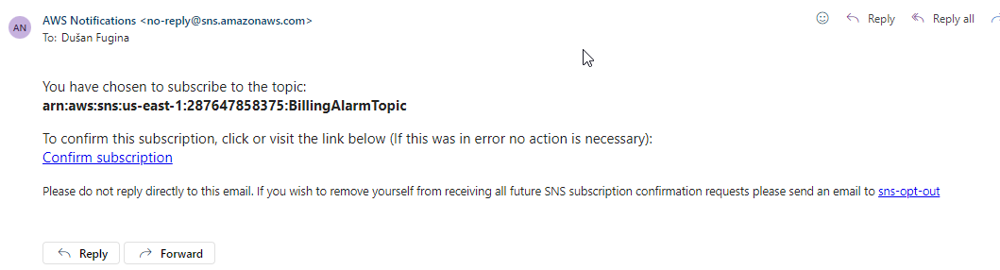 AN
AWS Notifications <no-reply@sns.amazonaws.com>
To: Dušan Fugina
Reply
Reply all
You have chosen to subscribe to the topic:
arn:aws:sns:us-east-1:287647858375:BillingAlarmTopic
To confirm this subscription, click or visit the link below (If this was in error no action is necessary):
Confirm subscription
Please do not reply directly to this email. If you wish to remove yourself from receiving all future SNS subscription confirmation requests please send an email to sns-opt-out
Reply
Forward